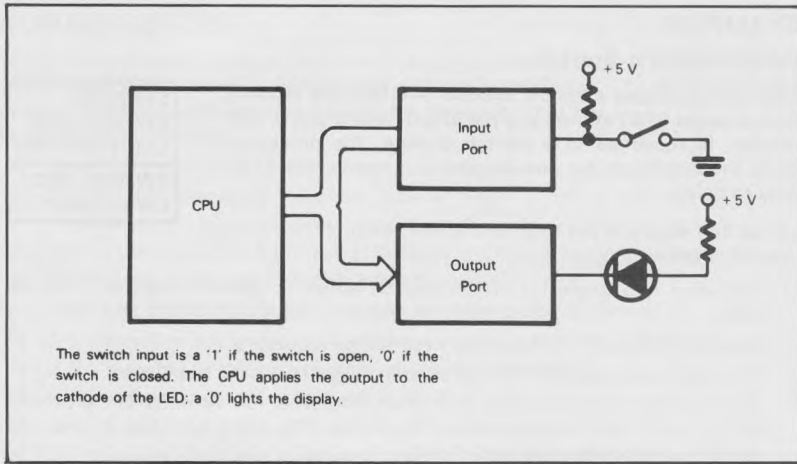 +5 V
Input
Port
CPU
+5 V
Output
Port
The switch input is a '1' if the switch is open, '0' if the
switch is closed. The CPU applies the output to the
cathode of the LED; a '0' lights the display.